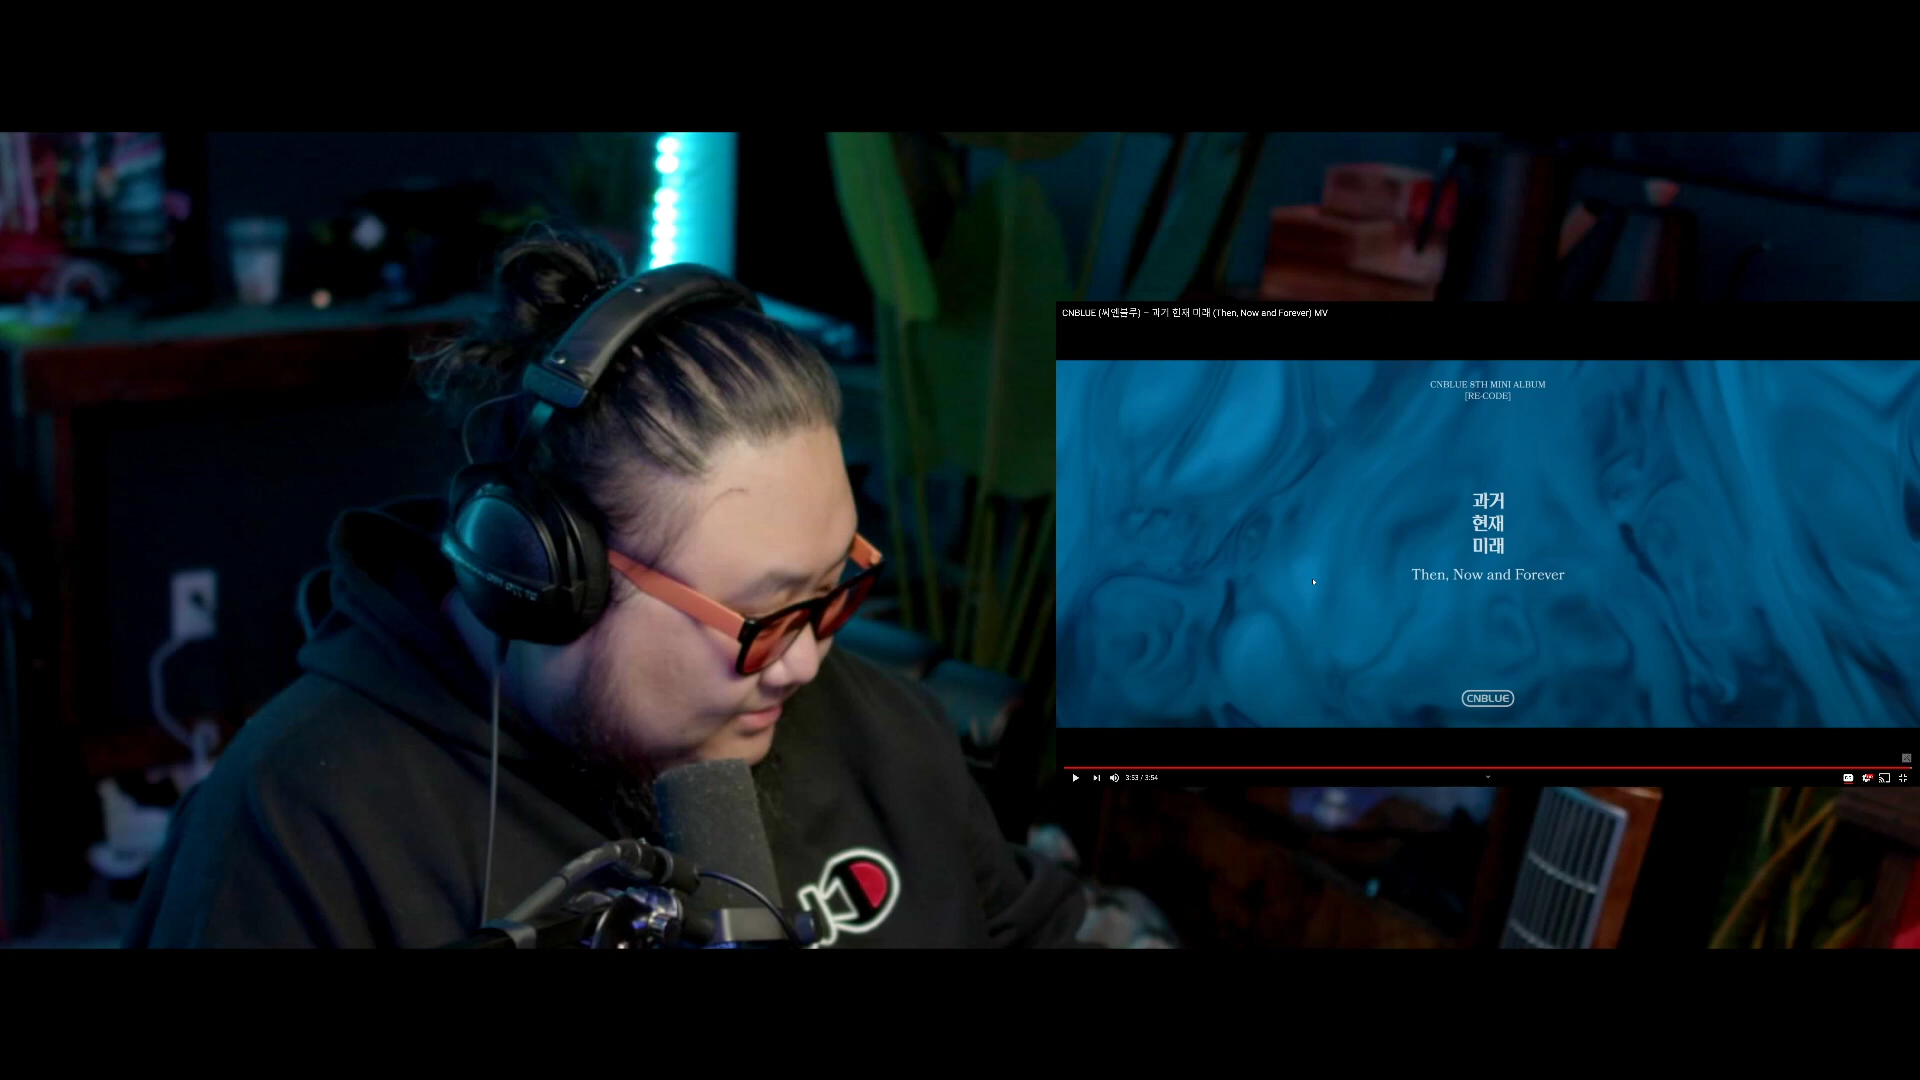 CNBLUE (씨엔블루) – 과거 현재 미래 (Then, Now and Forever) MV
CNBLUE 8TH MINI ALBUM
[RE-CODE]
과거
현재
미래
Then, Now and Forever
CNBLUE
3:53 / 3:54